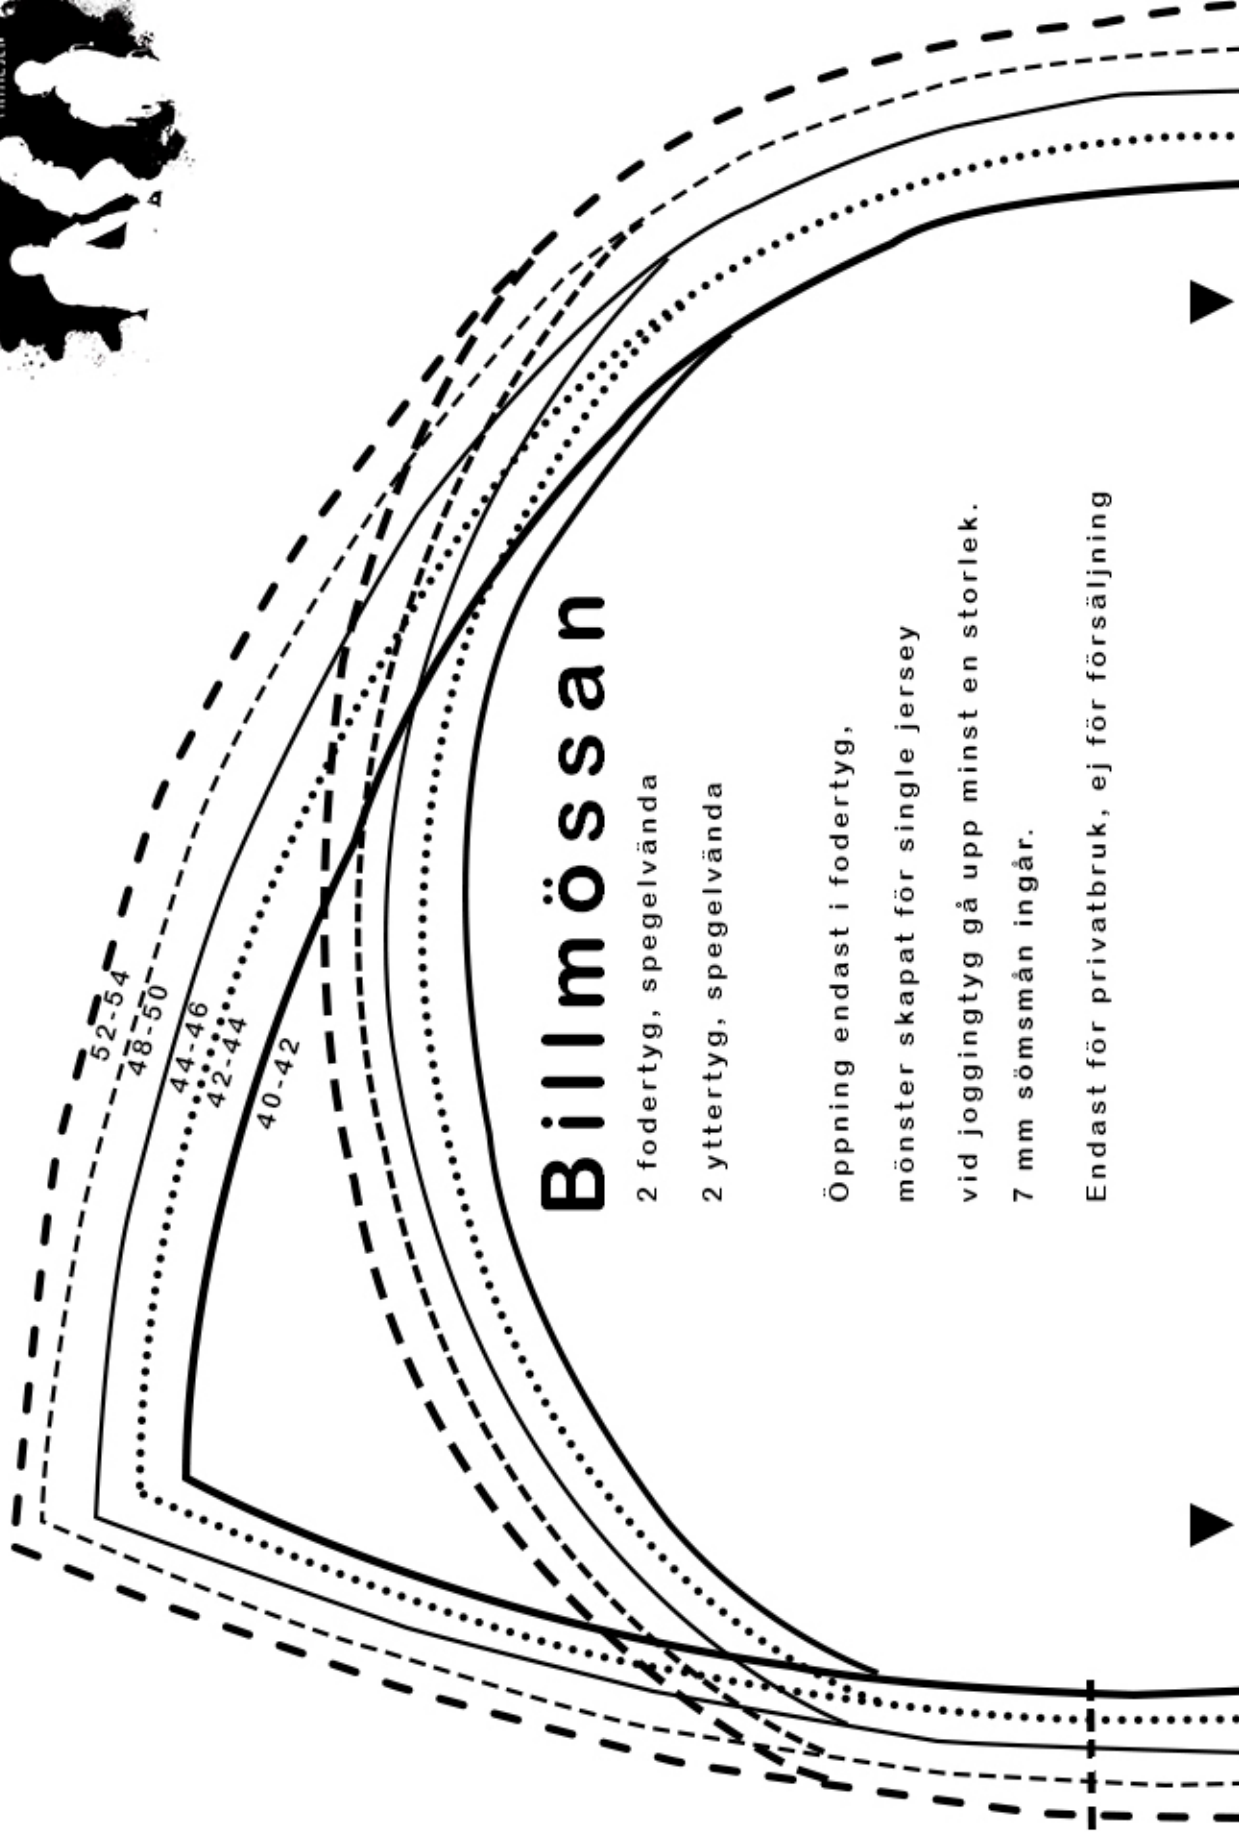 52-54
48-50
44-46
42-44
40-42
Billmössan
2 fodertyg, spegelvända
2 yttertyg, spegelvända
Öppning endast i fodertyg,
mönster skapat för single jersey
vid joggingtyg gå upp minst en storlek.
7 mm sömsmån ingår.
Endast för privatbruk, ej för försäljning